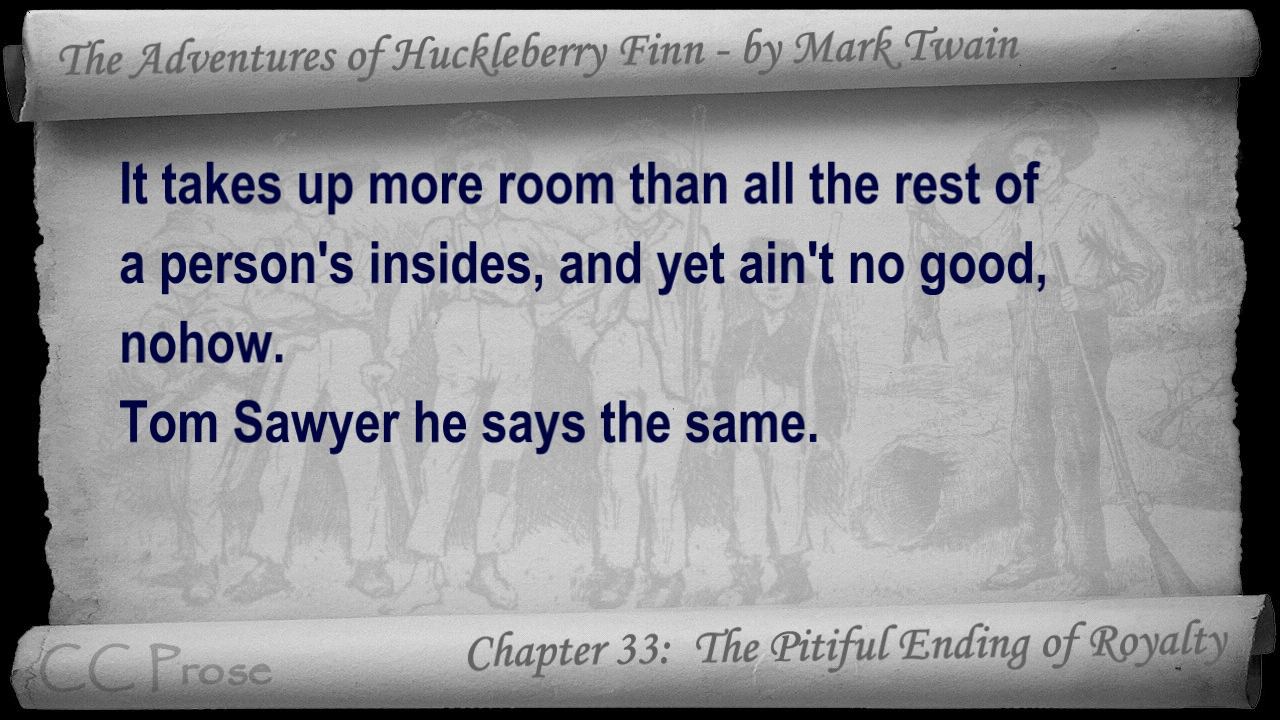 The Adventures of Huckleberry Finn - by Mark Twain
It takes up more room than all the rest of
a person's insides, and yet ain't no good,
nohow.
Tom Sawyer he says the same.
Chapter 33: The Pitiful Ending of Royalty
CC Prose